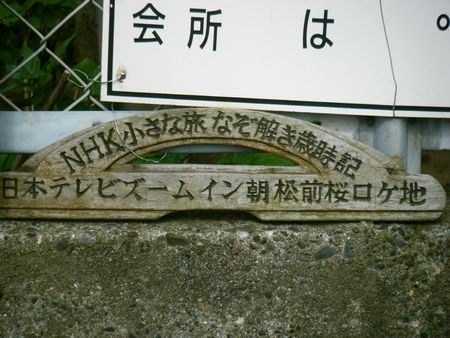 会所は。
NHK小さな旅 なぞ解き歳時記
日本テレビズームイン朝松前桜ロケ地